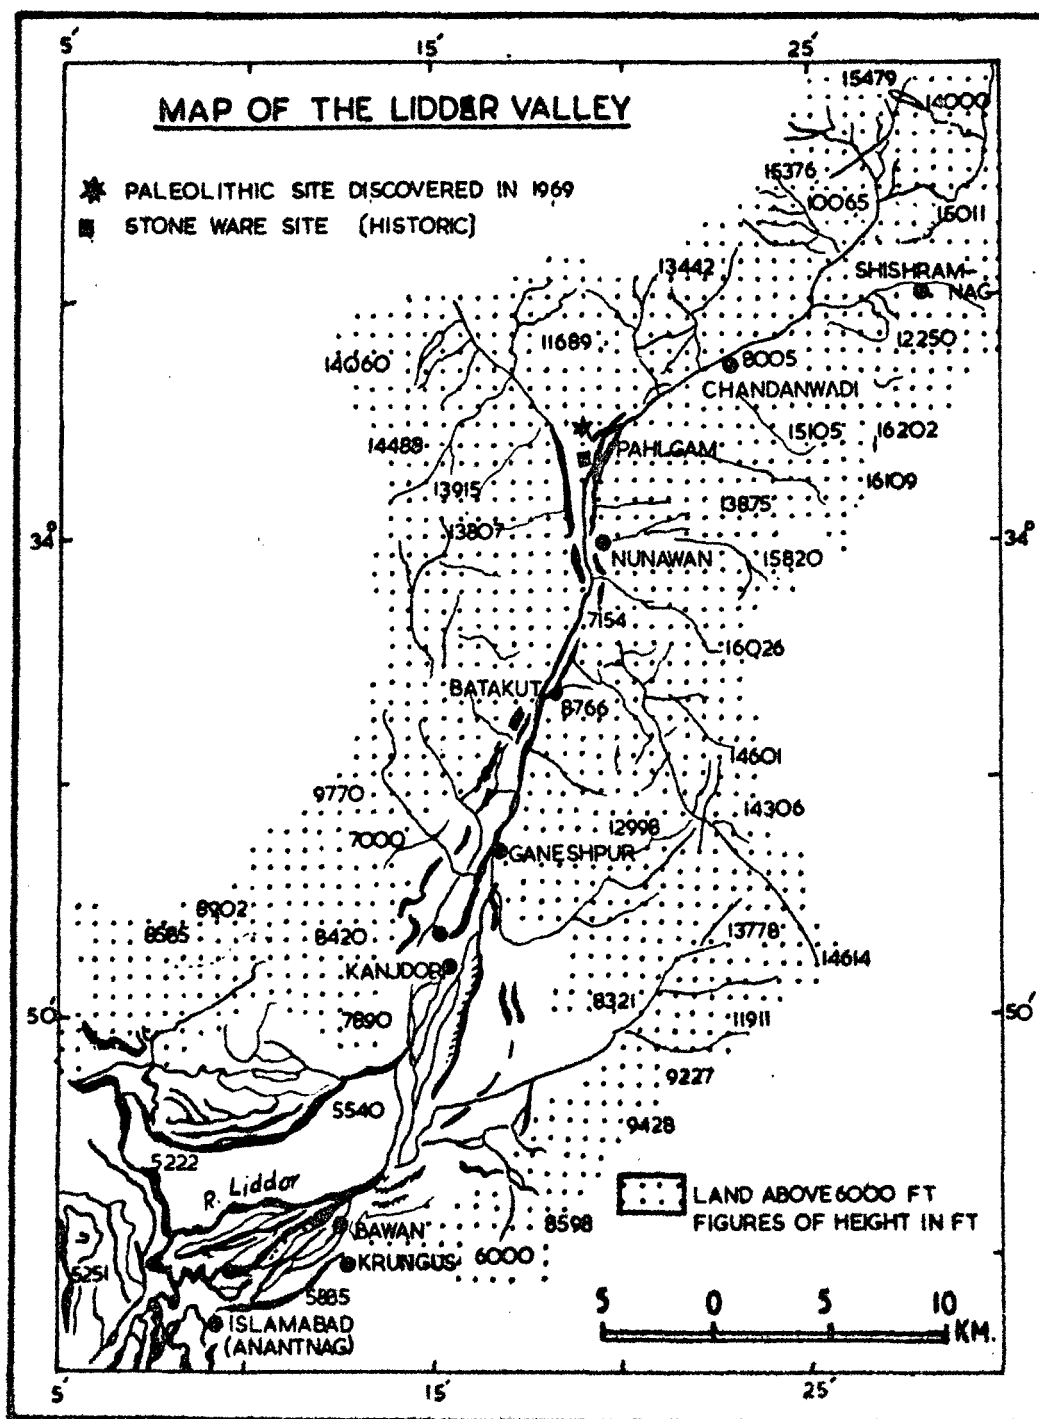 5′ 15′ 25′
MAP OF THE LIDDER VALLEY
PALEOLITHIC SITE DISCOVERED IN 1969
STONE WARE SITE (HISTORIC)
15479
14000
15376
10065
15011
13442
SHISHRAM-
NAG
12250
11689
14060
8005
CHANDANWADI
15105
16202
14488
PAHLGAM
16109
13915
13875
13807
34°
34°
NUNAWAN
15820
7154
16026
BATAKUT
8766
14601
9770
14306
7000
12998
GANESHPUR
8902
8585
8420
13778
14614
KANJDORI
8321
50′
7890
11911
50′
9227
5540
9428
5222
R. Liddar
LAND ABOVE 6000 FT
FIGURES OF HEIGHT IN FT
8598
BAWAN
6000
KRUNGUS
5251
5885
5 0 5 10
KM.
ISLAMABAD
(ANANTNAG)
5′ 15′ 25′